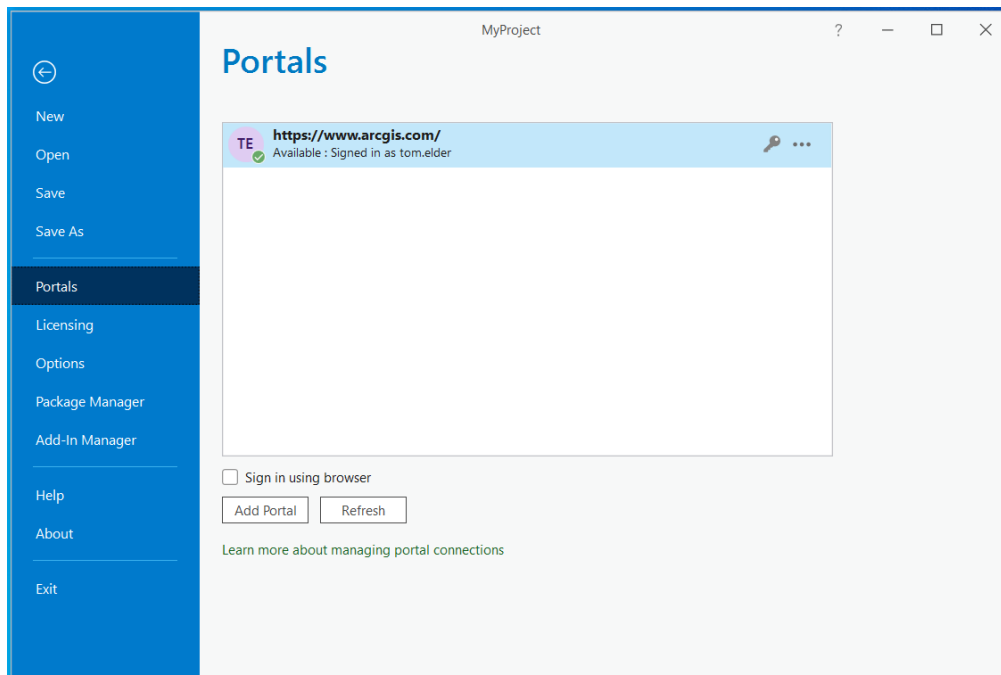 MyProject
?
New
Open
Save
Save As
Portals
Licensing
Options
Package Manager
Add-In Manager
Help
About
Exit
Portals
TE
https://www.arcgis.com/
Available : Signed in as tom.elder
Sign in using browser
Add Portal
Refresh
Learn more about managing portal connections